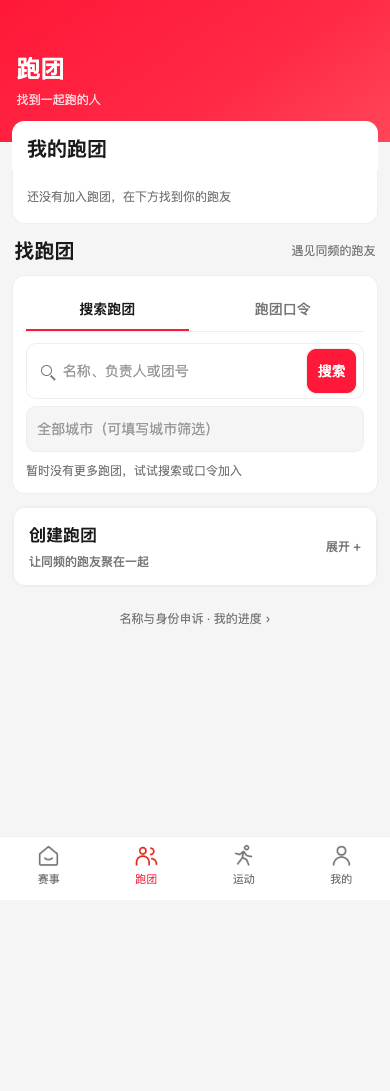 跑团
找到一起跑的人
我的跑团
还没有加入跑团，在下方找到你的跑友
找跑团
遇见同频的跑友
搜索跑团
跑团口令
名称、负责人或团号
搜索
全部城市（可填写城市筛选）
暂时没有更多跑团，试试搜索或口令加入
创建跑团
让同频的跑友聚在一起
展开 +
名称与身份申诉 · 我的进度 ›
赛事
跑团
运动
我的